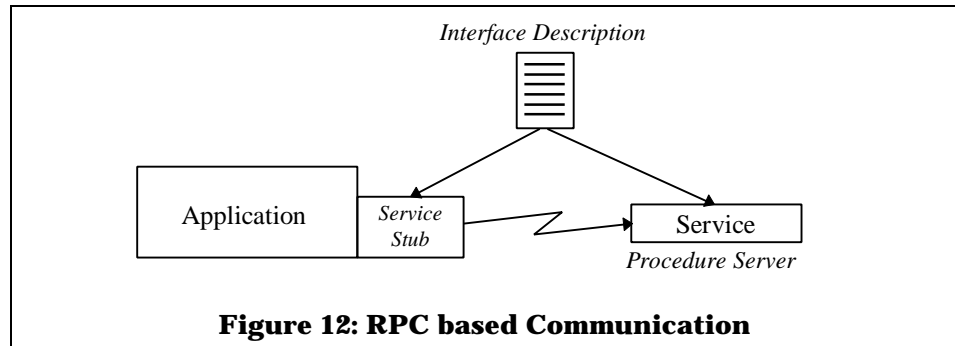 Interface Description
Application
Service
Stub
Service
Procedure Server
Figure 12: RPC based Communication